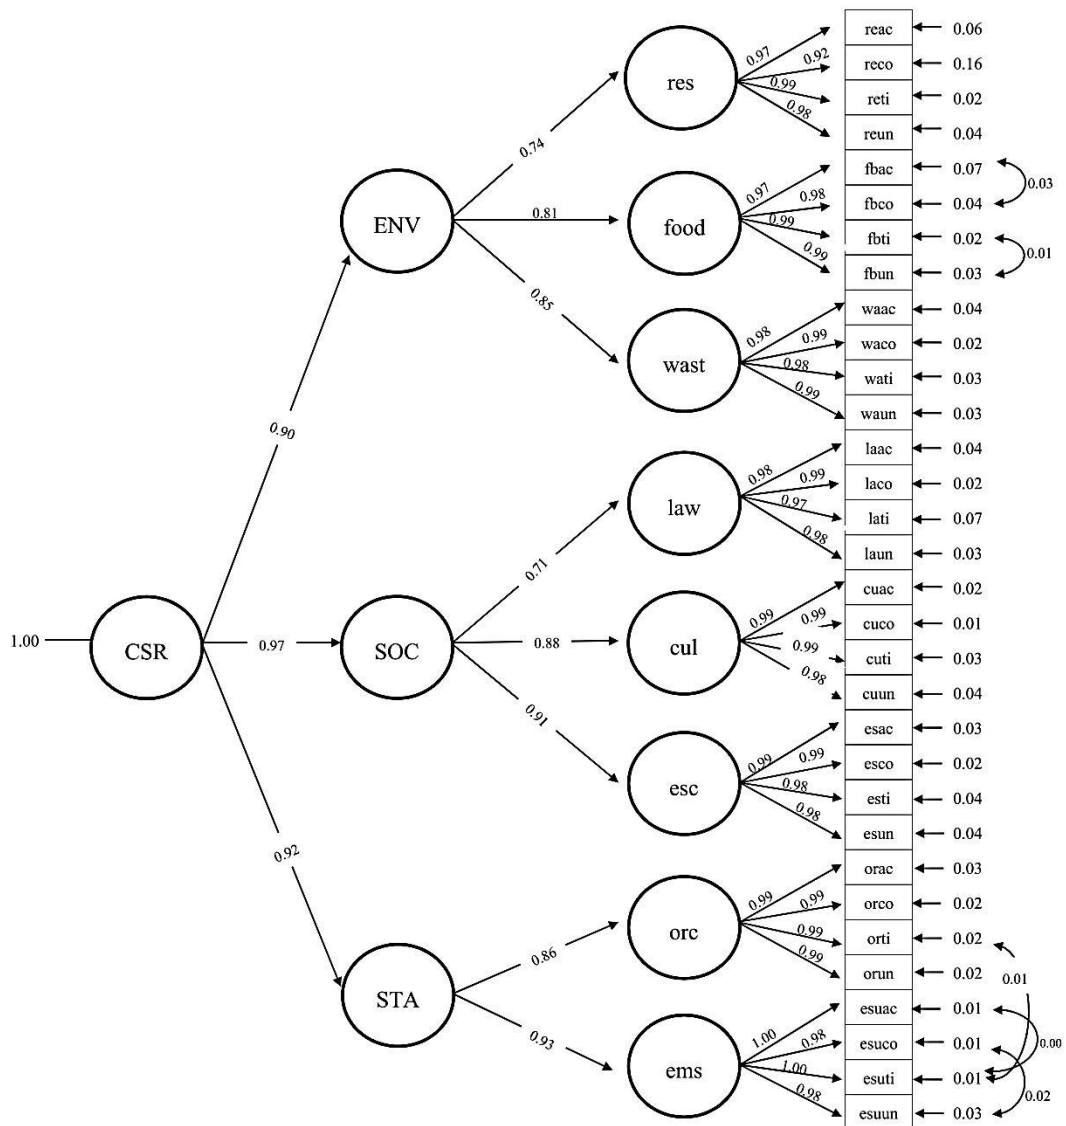 reac 0.06
0.97
reco 0.16
0.92
res
0.99
reti 0.02
0.98
reun 0.04
0.74
fbac 0.07
0.97
0.03
fbco 0.04
0.98
ENV 0.81 food
0.99
fbti 0.02
0.01
0.99
fbun 0.03
0.85
waac 0.04
0.98
waco 0.02
0.99
wast
0.98
wati 0.03
0.99
waun 0.03
0.90
laac 0.04
0.98
laco 0.02
0.99
law
0.97
lati 0.07
0.98
laun 0.03
0.71
cuac 0.02
0.99
cuco 0.01
0.99
1.00 CSR 0.97 SOC 0.88 cul
0.99
cuti 0.03
0.98
cuun 0.04
0.91
esac 0.03
0.99
esco 0.02
0.99
esc
0.98
esti 0.04
0.98
esun 0.04
0.92
orac 0.03
0.99
orco 0.02
0.99
orc
0.99
orti 0.02
0.99
orun 0.02
0.86
0.01
STA
esuac 0.01
1.00
0.93
esuco 0.01
0.98
0.00
ems
1.00
esuti 0.01
0.02
0.98
esuun 0.03